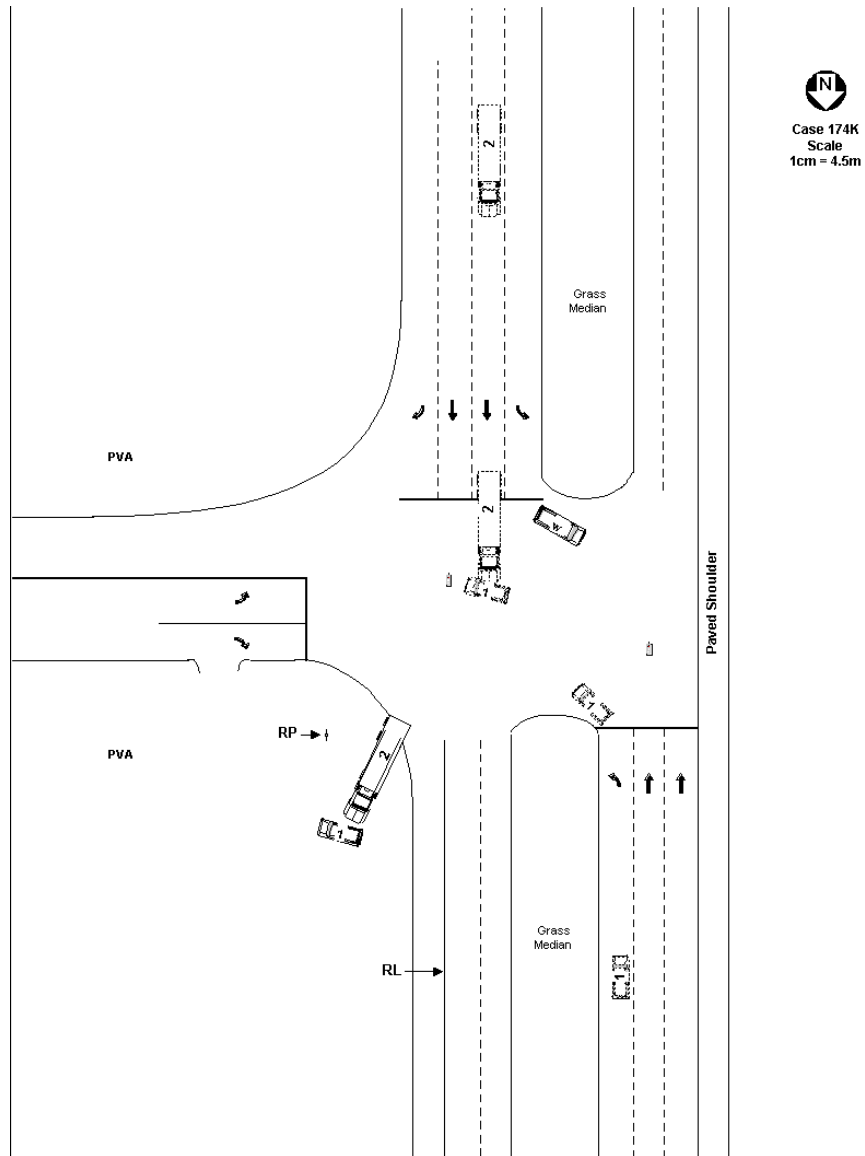 N
Case 174K
Scale
1cm = 4.5m
2
Grass
Median
PVA
2
W
1
Paved Shoulder
1
RP
2
PVA
1
Grass
Median
RL
1